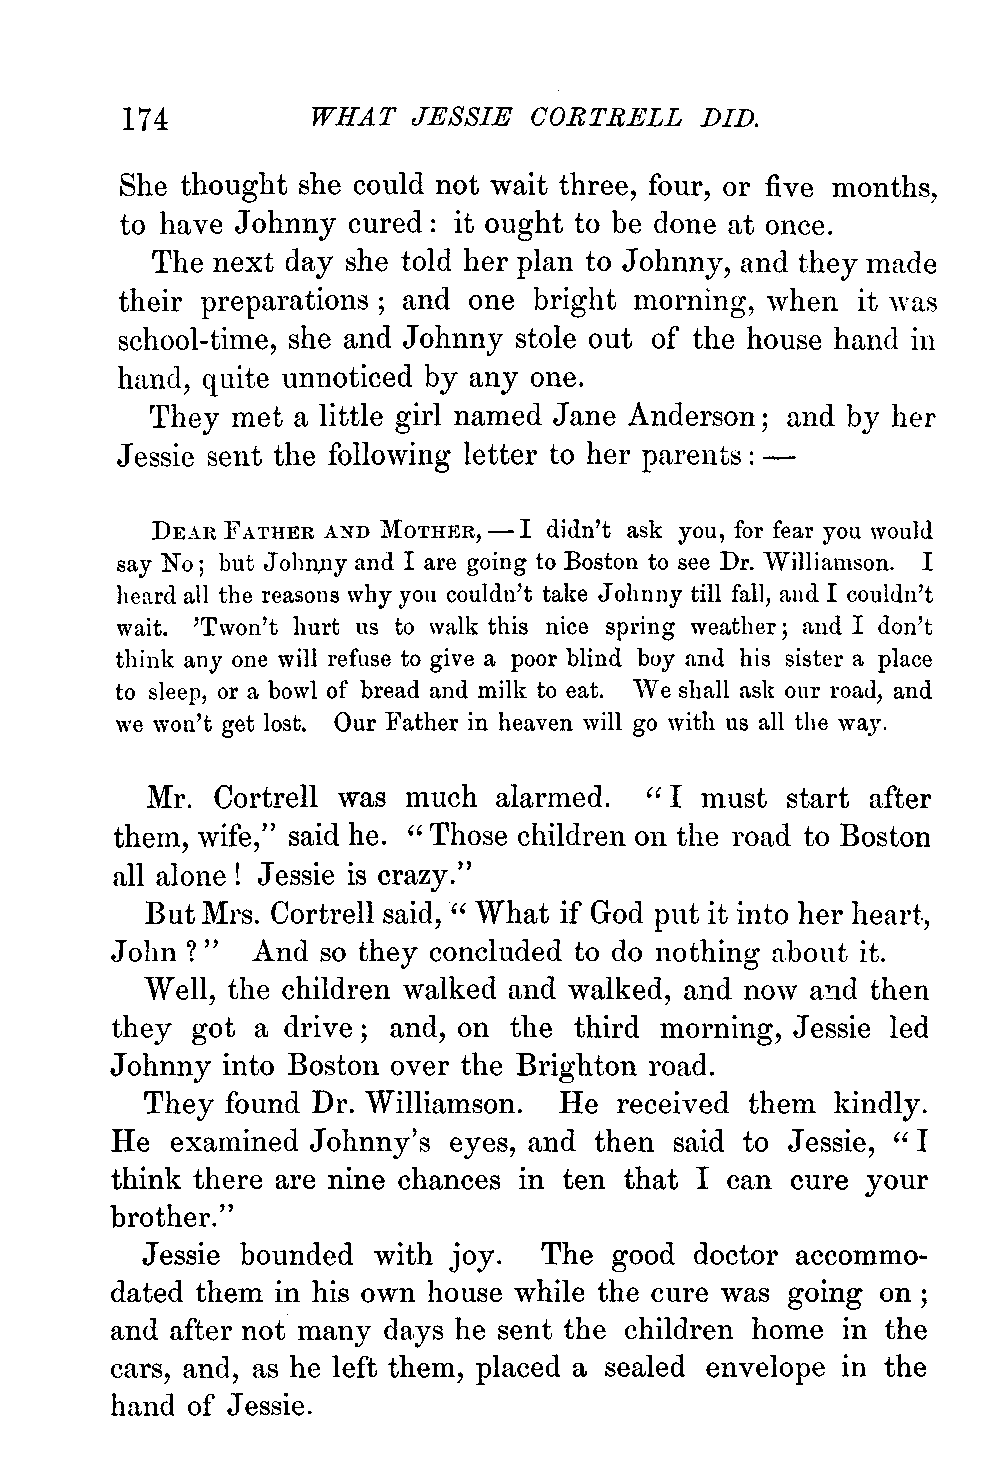 174 WHAT JESSIE CORTRELL DID.
She thought she could not wait three, four, or five months,
to have Johnny cured: it ought to be done at once.
The next day she told her plan to Johnny, and they made
their preparations; and one bright morning, when it was
school-time, she and Johnny stole out of the house hand in
hand, quite unnoticed by any one.
They met a little girl named Jane Anderson; and by her
Jessie sent the following letter to her parents:—
DEAR FATHER AND MOTHER,—I didn't ask you, for fear you would
say No; but Johnny and I are going to Boston to see Dr. Williamson. I
heard all the reasons why you couldn't take Johnny till fall, and I couldn't
wait. 'Twon't hurt us to walk this nice spring weather; and I don't
think any one will refuse to give a poor blind boy and his sister a place
to sleep, or a bowl of bread and milk to eat. We shall ask our road, and
we won't get lost. Our Father in heaven will go with us all the way.
Mr. Cortrell was much alarmed. "I must start after
them, wife," said he. "Those children on the road to Boston
all alone! Jessie is crazy."
But Mrs. Cortrell said, "What if God put it into her heart,
John?" And so they concluded to do nothing about it.
Well, the children walked and walked, and now and then
they got a drive; and, on the third morning, Jessie led
Johnny into Boston over the Brighton road.
They found Dr. Williamson. He received them kindly.
He examined Johnny's eyes, and then said to Jessie, "I
think there are nine chances in ten that I can cure your
brother."
Jessie bounded with joy. The good doctor accommo-
dated them in his own house while the cure was going on;
and after not many days he sent the children home in the
cars, and, as he left them, placed a sealed envelope in the
hand of Jessie.